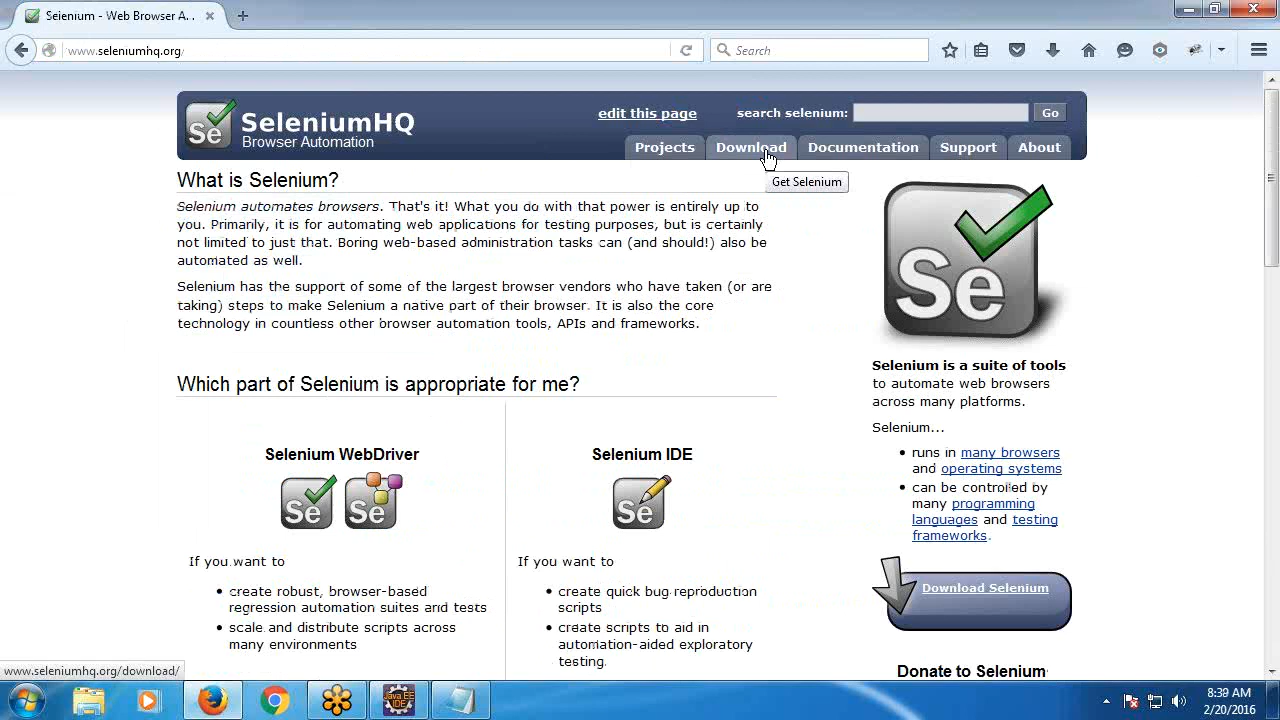 Selenium - Web Browser A...
www.seleniumhq.org/
Search
Se
SeleniumHQ
Browser Automation
edit this page
search selenium:
Go
Projects
Download
Documentation
Support
About
Get Selenium
What is Selenium?
Selenium automates browsers. That's it! What you do with that power is entirely up to
you. Primarily, it is for automating web applications for testing purposes, but is certainly
not limited to just that. Boring web-based administration tasks can (and should!) also be
automated as well.
Selenium has the support of some of the largest browser vendors who have taken (or are
taking) steps to make Selenium a native part of their browser. It is also the core
technology in countless other browser automation tools, APIs and frameworks.
Which part of Selenium is appropriate for me?
Selenium WebDriver
Se
Se
If you want to
• create robust, browser-based
regression automation suites and tests
• scale and distribute scripts across
many environments
Selenium IDE
Se
If you want to
• create quick bug reproduction
scripts
• create scripts to aid in
automation-aided exploratory
testing.
Se
Selenium is a suite of tools
to automate web browsers
across many platforms.
Selenium...
• runs in many browsers
and operating systems
• can be controlled by
many programming
languages and testing
frameworks.
Download Selenium
Donate to Selenium
www.seleniumhq.org/download/
Java EE
IDE
8:39 AM
2/20/2016